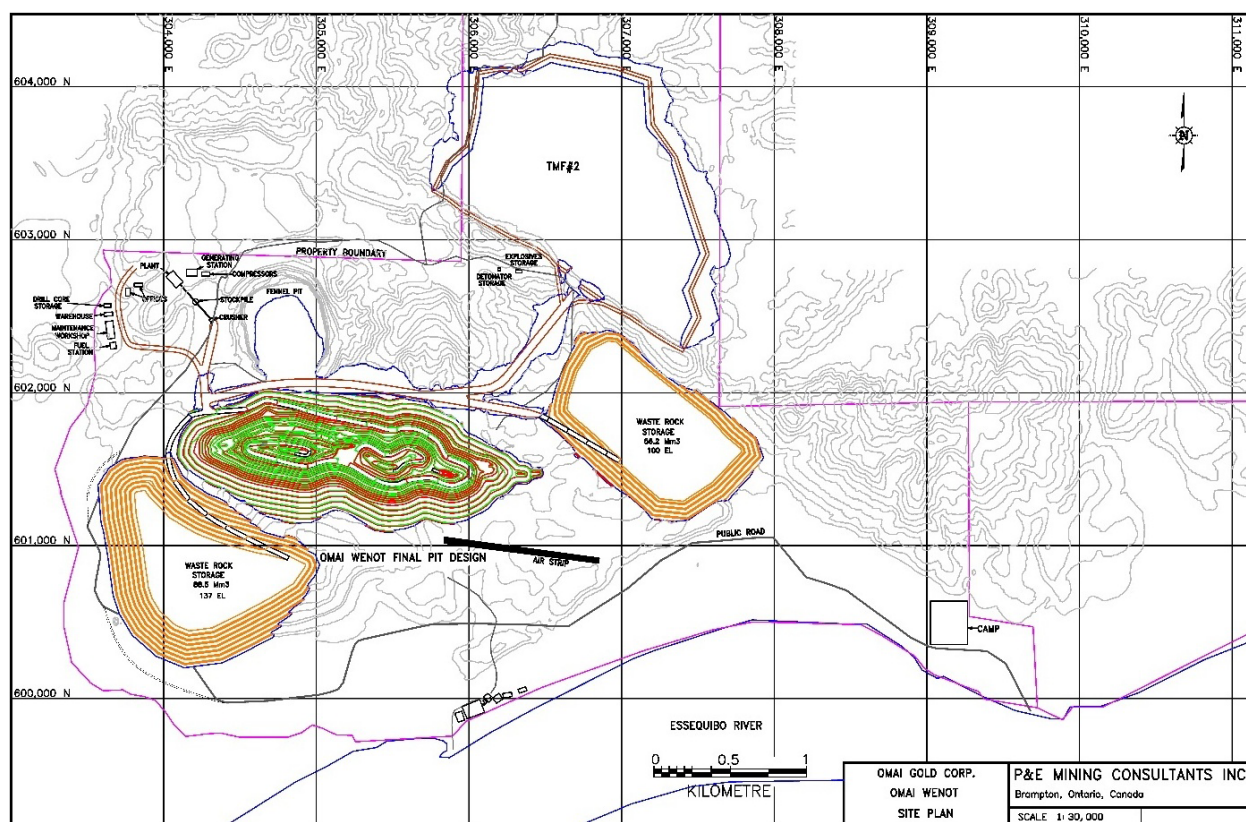 304,000 E
305,000 E
306,000 E
307,000 E
308,000 E
309,000 E
310,000 E
311,000 E
604,000 N
N
TMF#2
603,000 N
PROPERTY BOUNDARY
PLANT
GENERATING
STATION
COMPRESSORS
EXPLOSIVES
STORAGE
DETONATOR
STORAGE
OFFICES
DRILL CORE
STORAGE
STOCKPILE
FENNEL PIT
WAREHOUSE
CRUSHER
MAINTENANCE
WORKSHOP
FUEL
STATION
602,000 N
WASTE ROCK
STORAGE
66.2 Mm3
100 EL
601,000 N
PUBLIC ROAD
OMAI WENOT FINAL PIT DESIGN
AIR STRIP
WASTE ROCK
STORAGE
88.5 Mm3
137 EL
CAMP
600,000 N
ESSEQUIBO RIVER
0 0.5 1
KILOMETRE
OMAI GOLD CORP.
OMAI WENOT
SITE PLAN
P&E MINING CONSULTANTS INC
Brampton, Ontario, Canada
SCALE 1:30,000